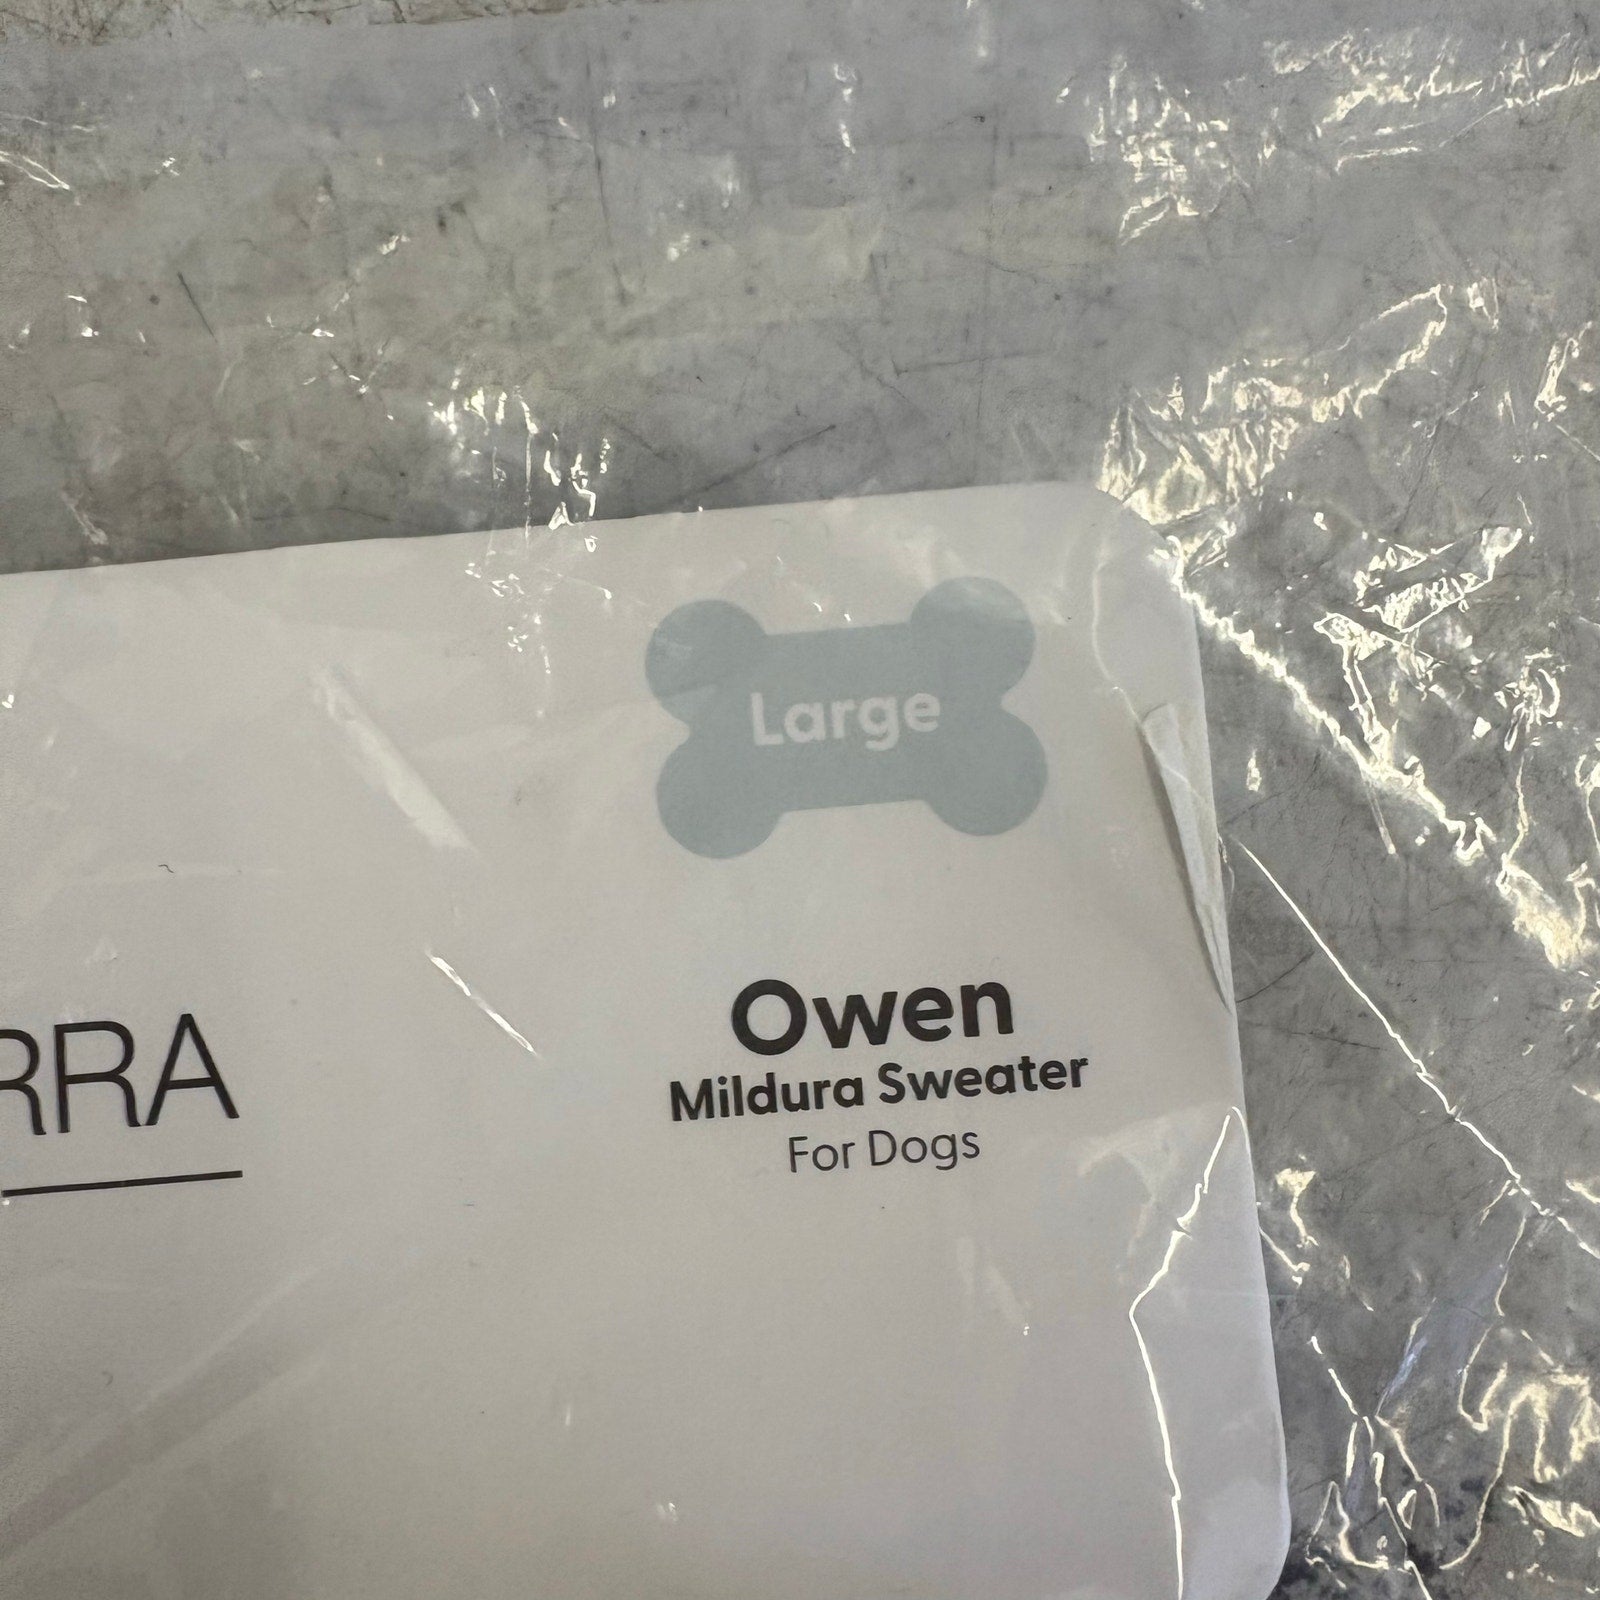 Large
RRA
Owen
Mildura Sweater
For Dogs